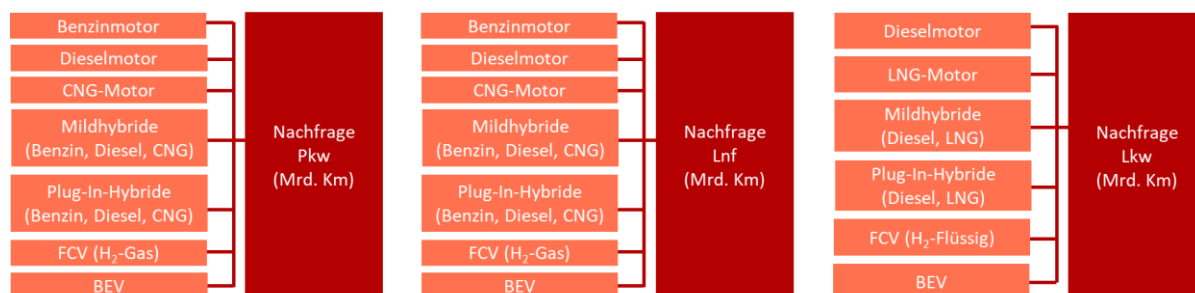 Benzinmotor
Dieselmotor
CNG-Motor
Mildhybride
(Benzin, Diesel, CNG)
Plug-In-Hybride
(Benzin, Diesel, CNG)
FCV (H₂-Gas)
BEV
Nachfrage
Pkw
(Mrd. Km)
Benzinmotor
Dieselmotor
CNG-Motor
Mildhybride
(Benzin, Diesel, CNG)
Plug-In-Hybride
(Benzin, Diesel, CNG)
FCV (H₂-Gas)
BEV
Nachfrage
Lnf
(Mrd. Km)
Dieselmotor
LNG-Motor
Mildhybride
(Diesel, LNG)
Plug-In-Hybride
(Diesel, LNG)
FCV (H₂-Flüssig)
BEV
Nachfrage
Lkw
(Mrd. Km)